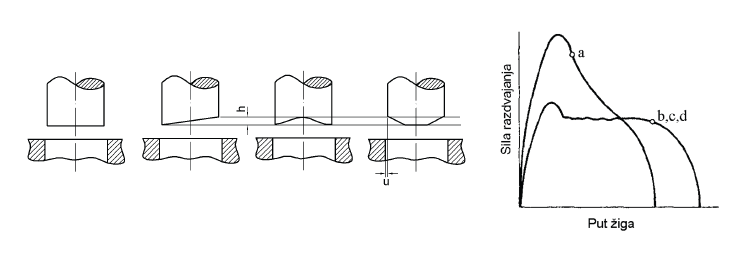 h
u
Sila razdvajanja
a
b,c,d
Put žiga